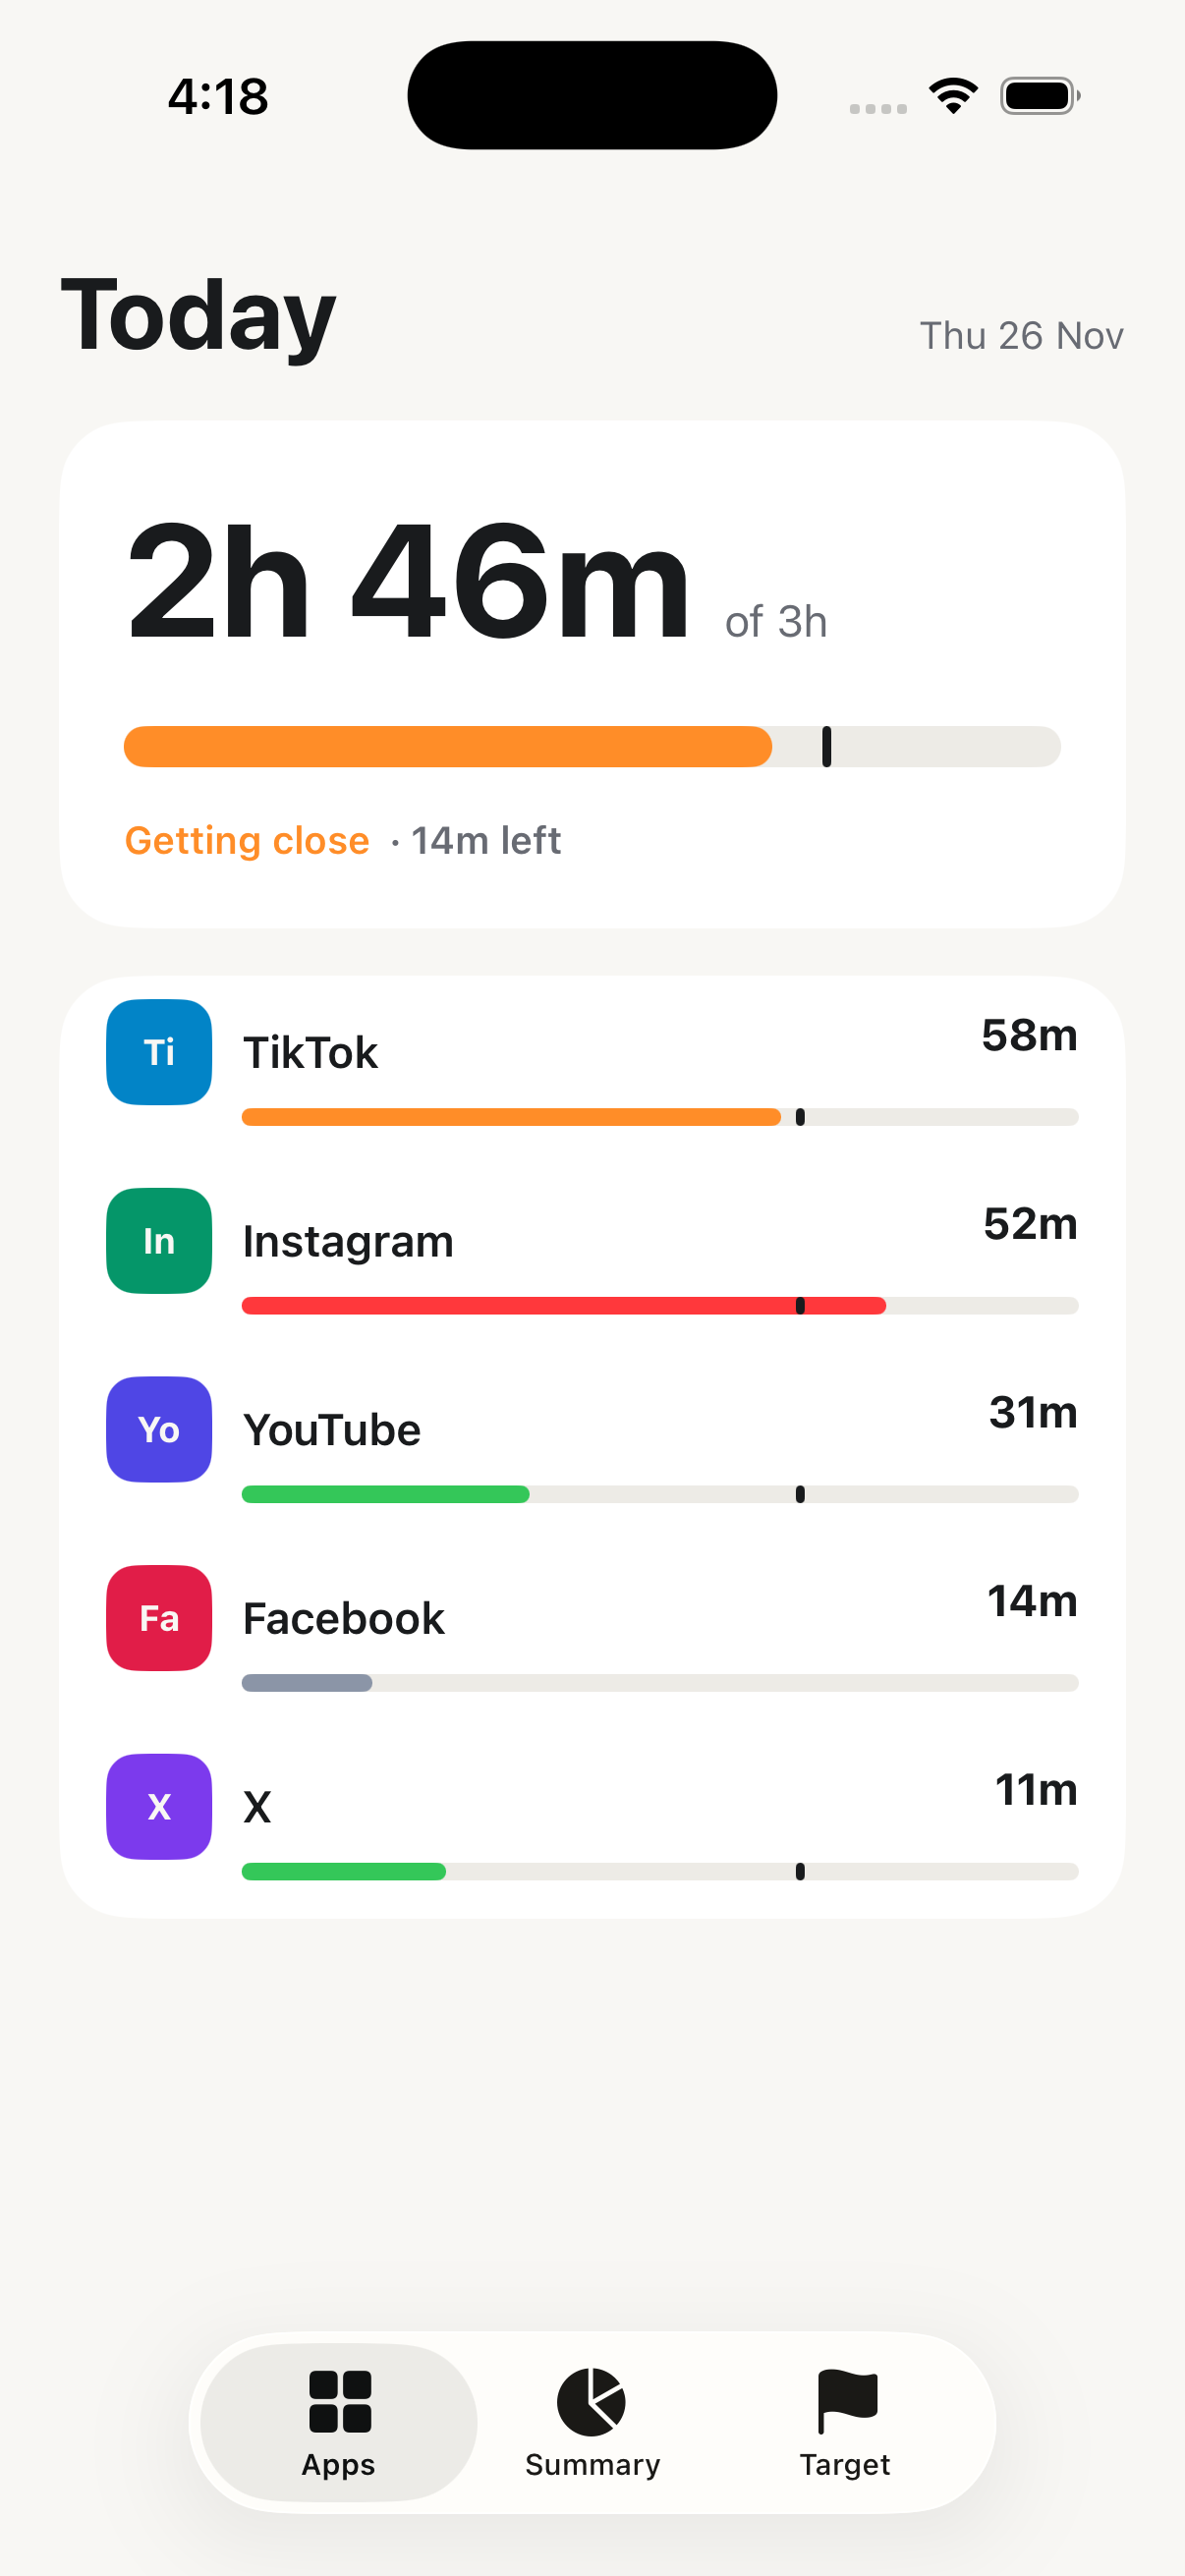 4:18
Today
Thu 26 Nov
2h 46m of 3h
Getting close · 14m left
Ti TikTok 58m
In Instagram 52m
Yo YouTube 31m
Fa Facebook 14m
X X 11m
Apps Summary Target